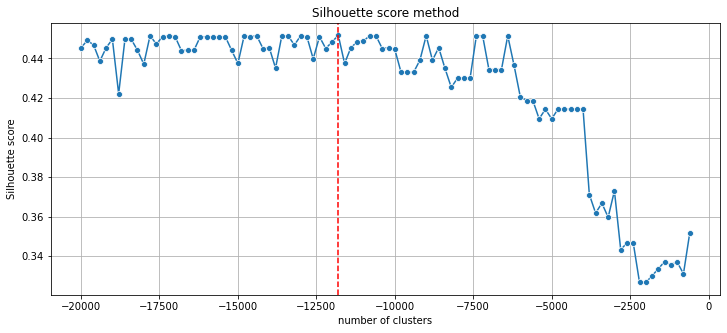 Silhouette score method
Silhouette score
0.44
0.42
0.40
0.38
0.36
0.34
−20000 −17500 −15000 −12500 −10000 −7500 −5000 −2500 0
number of clusters